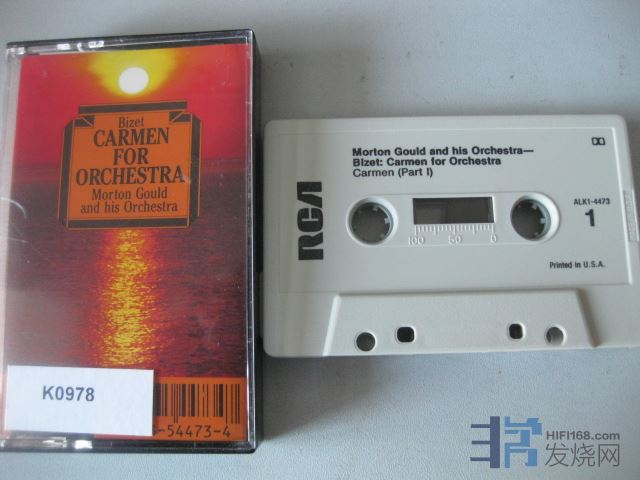 Bizet
CARMEN
FOR
ORCHESTRA
Morton Gould
and his Orchestra
K0978
-54473-4
Morton Gould and his Orchestra—
Bizet: Carmen for Orchestra
Carmen (Part I)
RCA
ALK1-4473
1
100 50 0
Printed in U.S.A.
HIFI168.com
发烧网